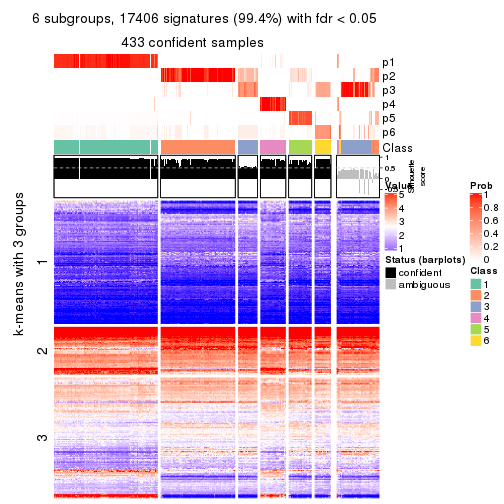 6 subgroups, 17406 signatures (99.4%) with fdr < 0.05
433 confident samples
p1
p2
p3
p4
p5
p6
Class
1
0.5
0
-0.5
Silhouette
score
k-means with 3 groups
1
2
3
Value
5
4
3
2
1
Status (barplots)
confident
ambiguous
Prob
1
0.8
0.6
0.4
0.2
0
Class
1
2
3
4
5
6